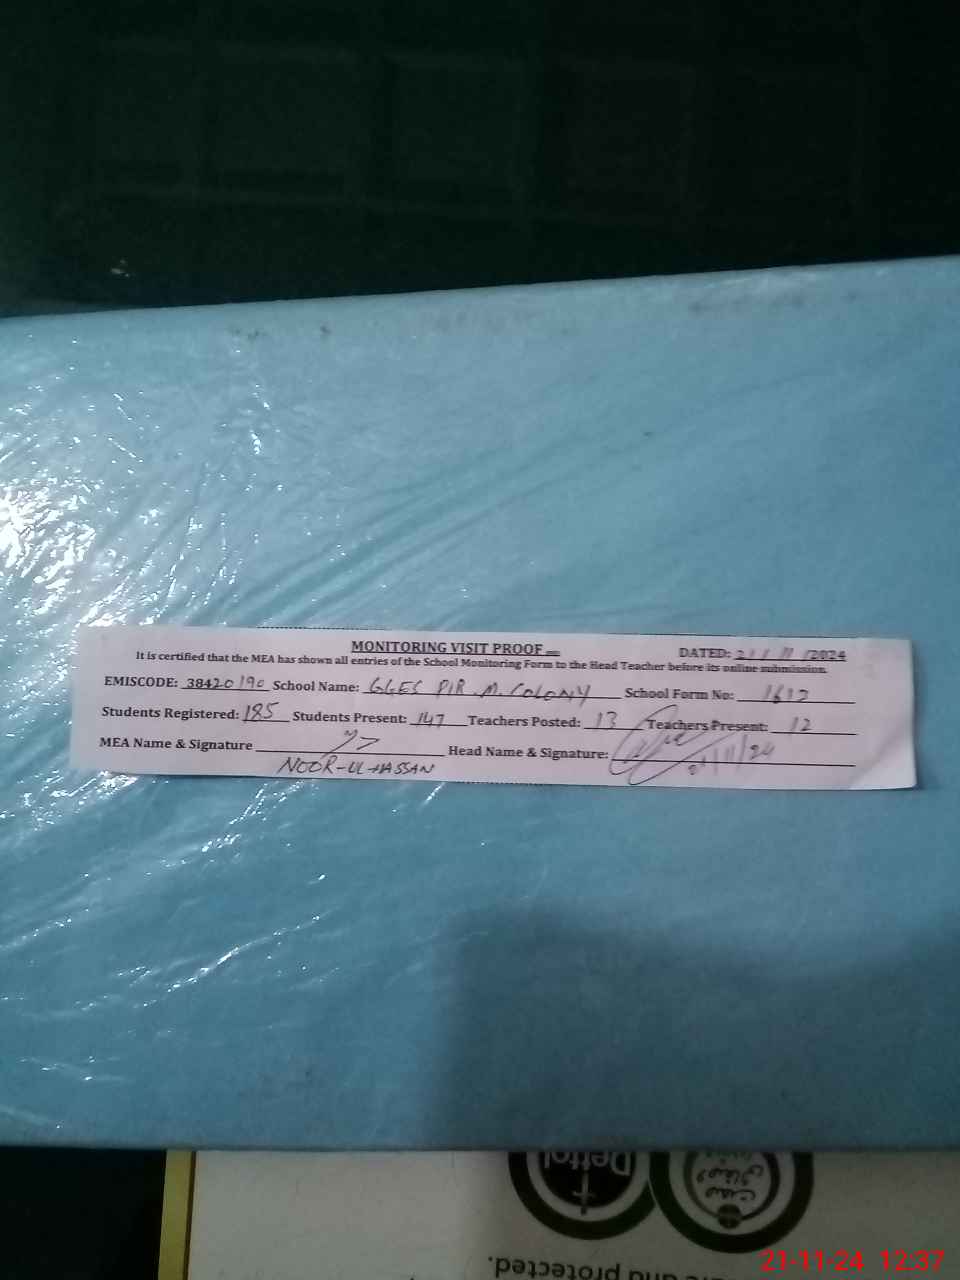 MONITORING VISIT PROOF
DATED: 21/11/2024
It is certified that the MEA has shown all entries of the School Monitoring Form to the Head Teacher before its online submission.
EMISCODE: 38420190 School Name: GGES PIR.M.COLONY School Form No:
Students Registered: 185 Students Present: 147 Teachers Posted: 13 Teachers Present: 12
MEA Name & Signature Head Name & Signature: 21/11/24
NOOR-UL-HASSAN
Dettol
صحت و صفائی
and protected.
21-11-24 12:37